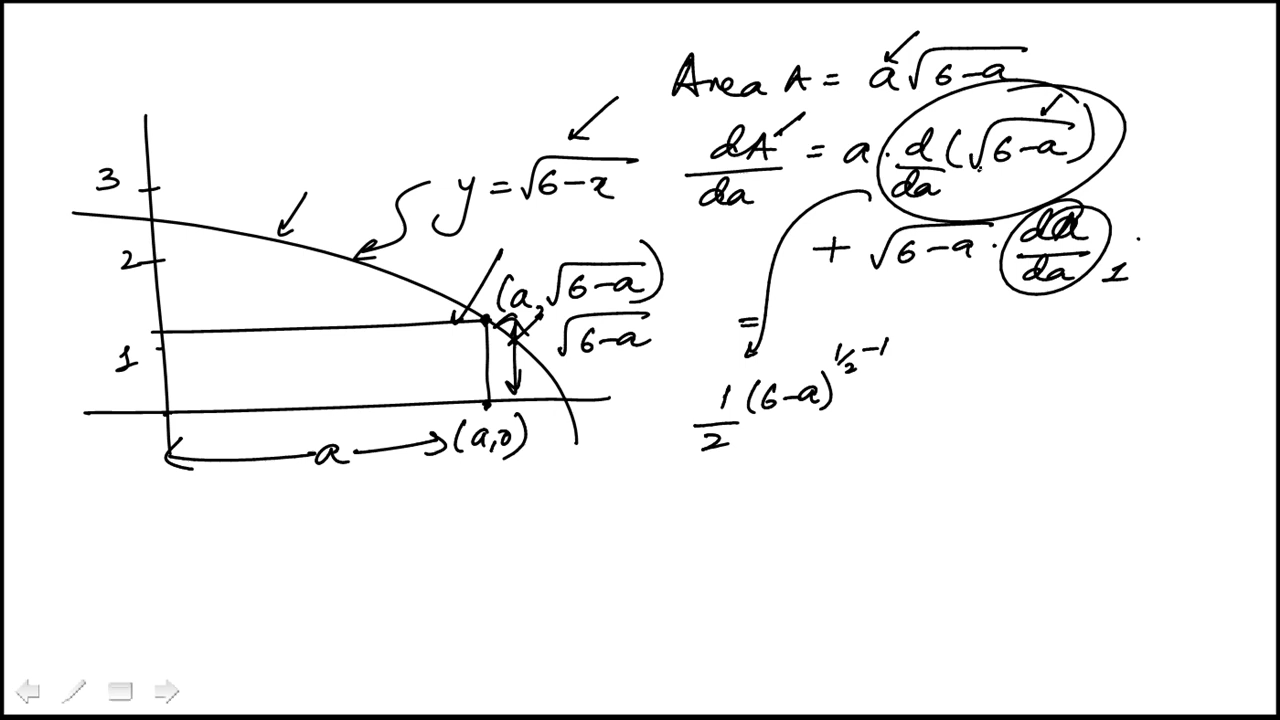 Area A = a√(6-a)
dA/da = a · d/da (√(6-a))
+ √(6-a) · da/da 1
=
1/2 (6-a)^(1/2-1)
y = √(6-x)
3
2
1
(a, √(6-a))
√(6-a)
(a,0)
a